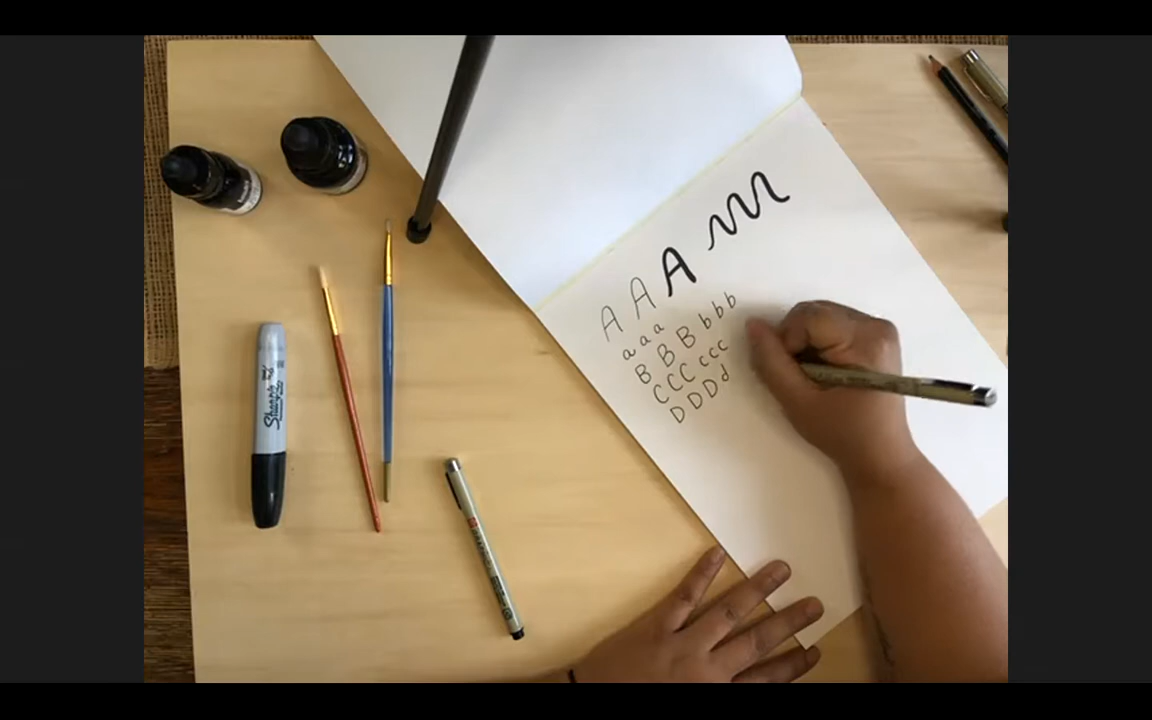 A A A
a a a
B B B b b b
C C C c c c
D D D d
Sharpie